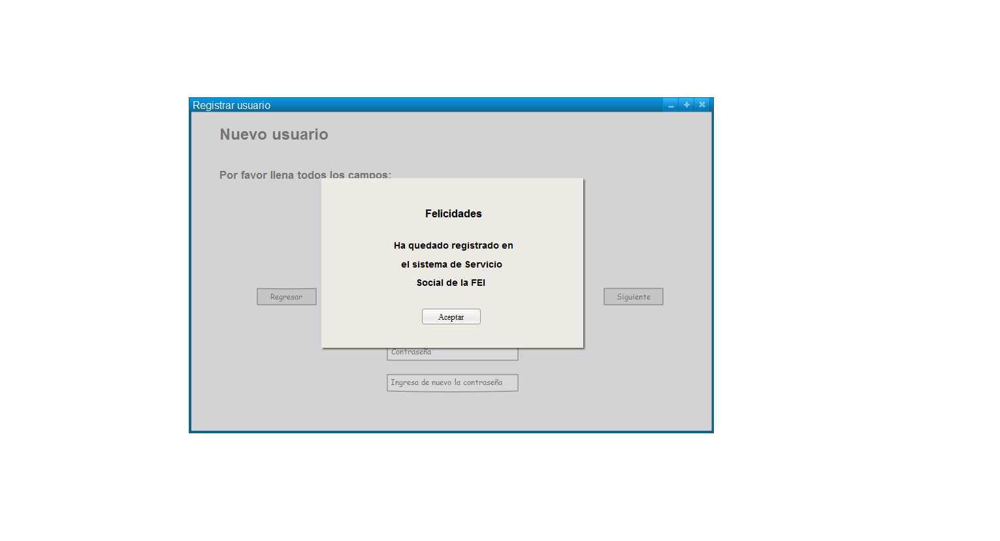 Registrar usuario
Nuevo usuario
Por favor llena todos los campos:
Felicidades
Ha quedado registrado en
el sistema de Servicio
Social de la FEI
Regresar
Siguiente
Aceptar
Contraseña
Ingresa de nuevo la contraseña